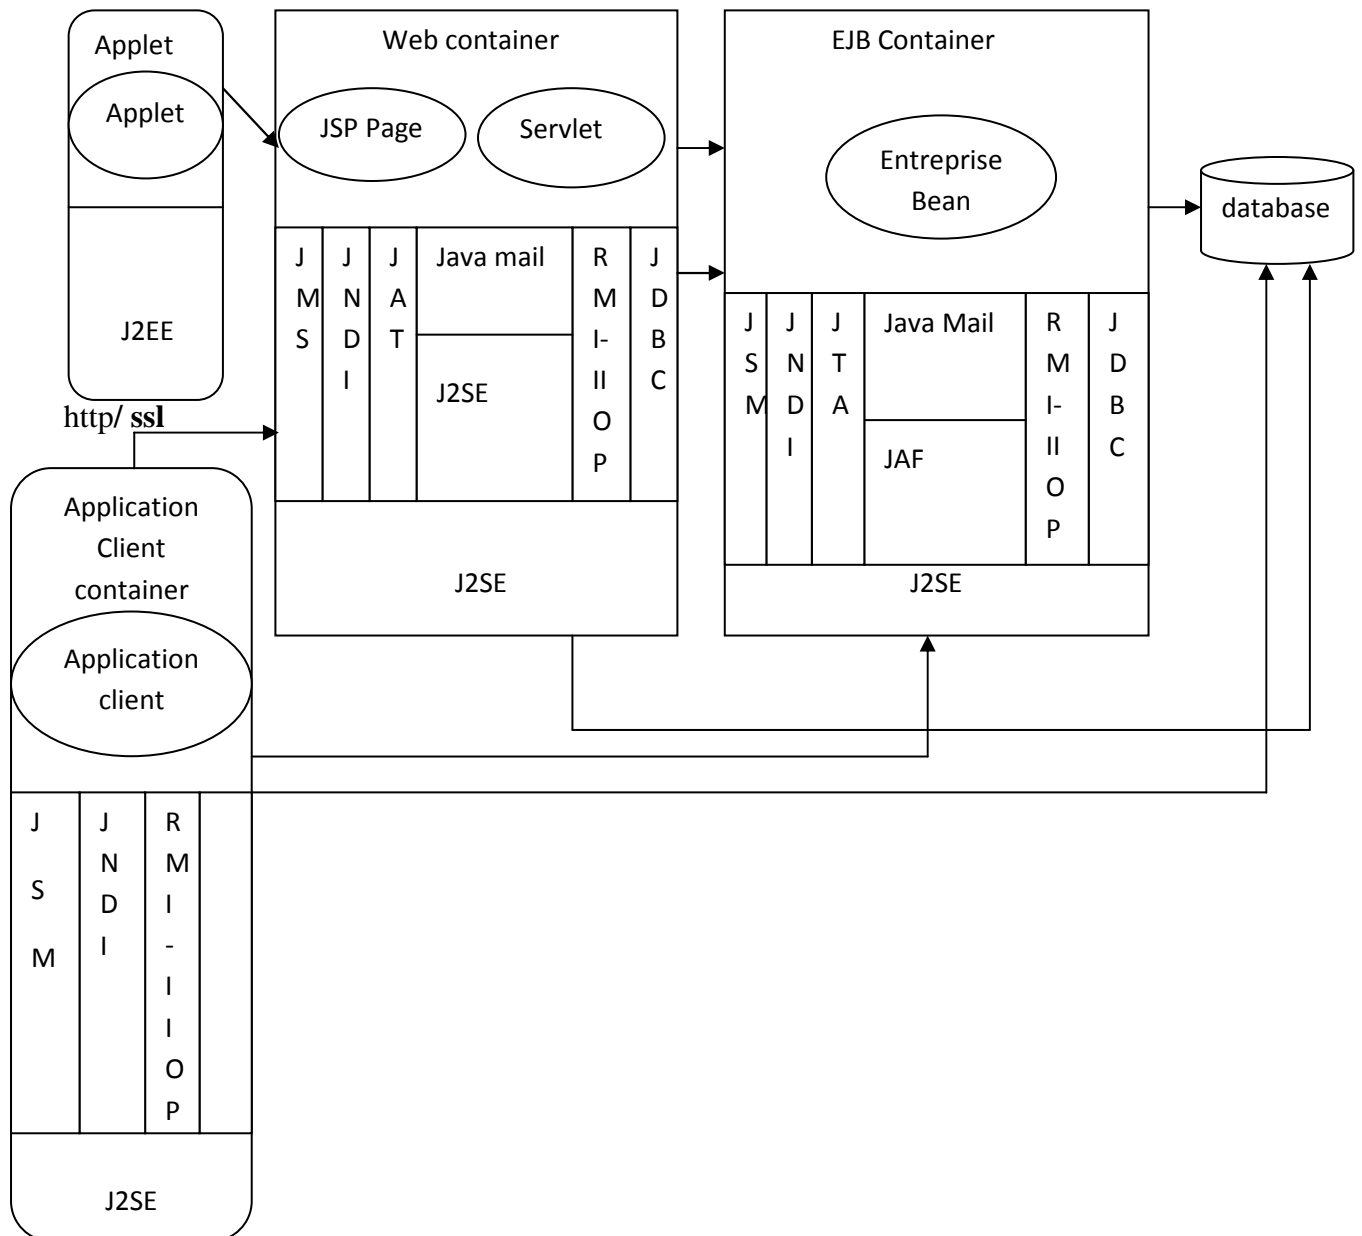 Applet
Applet
J2EE
http/ ssl
Web container
JSP Page
Servlet
J
M
S
J
N
D
I
J
A
T
Java mail
J2SE
R
M
I-
II
O
P
J
D
B
C
J2SE
EJB Container
Entreprise
Bean
J
S
M
J
N
D
I
J
T
A
Java Mail
JAF
R
M
I-
II
O
P
J
D
B
C
J2SE
database
Application
Client
container
Application
client
J
S
M
J
N
D
I
R
M
I
-
I
I
O
P
J2SE